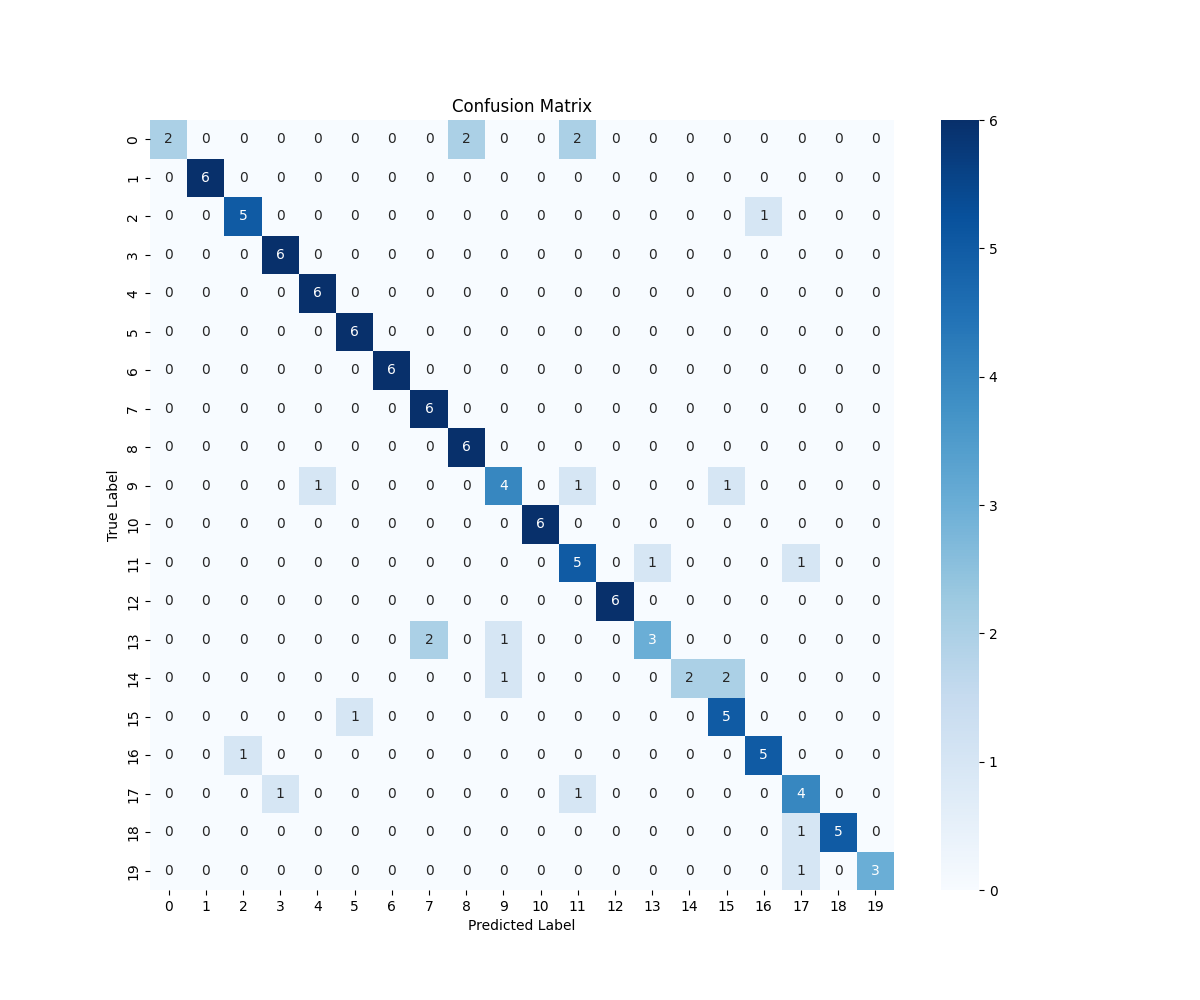 Confusion Matrix
0 2 0 0 0 0 0 0 0 2 0 0 2 0 0 0 0 0 0 0 0 6
1 0 6 0 0 0 0 0 0 0 0 0 0 0 0 0 0 0 0 0 0
2 0 0 5 0 0 0 0 0 0 0 0 0 0 0 0 0 1 0 0 0 5
3 0 0 0 6 0 0 0 0 0 0 0 0 0 0 0 0 0 0 0 0
4 0 0 0 0 6 0 0 0 0 0 0 0 0 0 0 0 0 0 0 0
5 0 0 0 0 0 6 0 0 0 0 0 0 0 0 0 0 0 0 0 0
6 0 0 0 0 0 0 6 0 0 0 0 0 0 0 0 0 0 0 0 0 4
7 0 0 0 0 0 0 0 6 0 0 0 0 0 0 0 0 0 0 0 0
8 0 0 0 0 0 0 0 0 6 0 0 0 0 0 0 0 0 0 0 0
True Label
9 0 0 0 0 1 0 0 0 0 4 0 1 0 0 0 1 0 0 0 0 3
10 0 0 0 0 0 0 0 0 0 0 6 0 0 0 0 0 0 0 0 0
11 0 0 0 0 0 0 0 0 0 0 0 5 0 1 0 0 0 1 0 0
12 0 0 0 0 0 0 0 0 0 0 0 0 6 0 0 0 0 0 0 0
13 0 0 0 0 0 0 0 2 0 1 0 0 0 3 0 0 0 0 0 0 2
14 0 0 0 0 0 0 0 0 0 1 0 0 0 0 2 2 0 0 0 0
15 0 0 0 0 0 1 0 0 0 0 0 0 0 0 0 5 0 0 0 0
16 0 0 1 0 0 0 0 0 0 0 0 0 0 0 0 0 5 0 0 0 1
17 0 0 0 1 0 0 0 0 0 0 0 1 0 0 0 0 0 4 0 0
18 0 0 0 0 0 0 0 0 0 0 0 0 0 0 0 0 0 1 5 0
19 0 0 0 0 0 0 0 0 0 0 0 0 0 0 0 0 0 1 0 3 0
0 1 2 3 4 5 6 7 8 9 10 11 12 13 14 15 16 17 18 19
Predicted Label